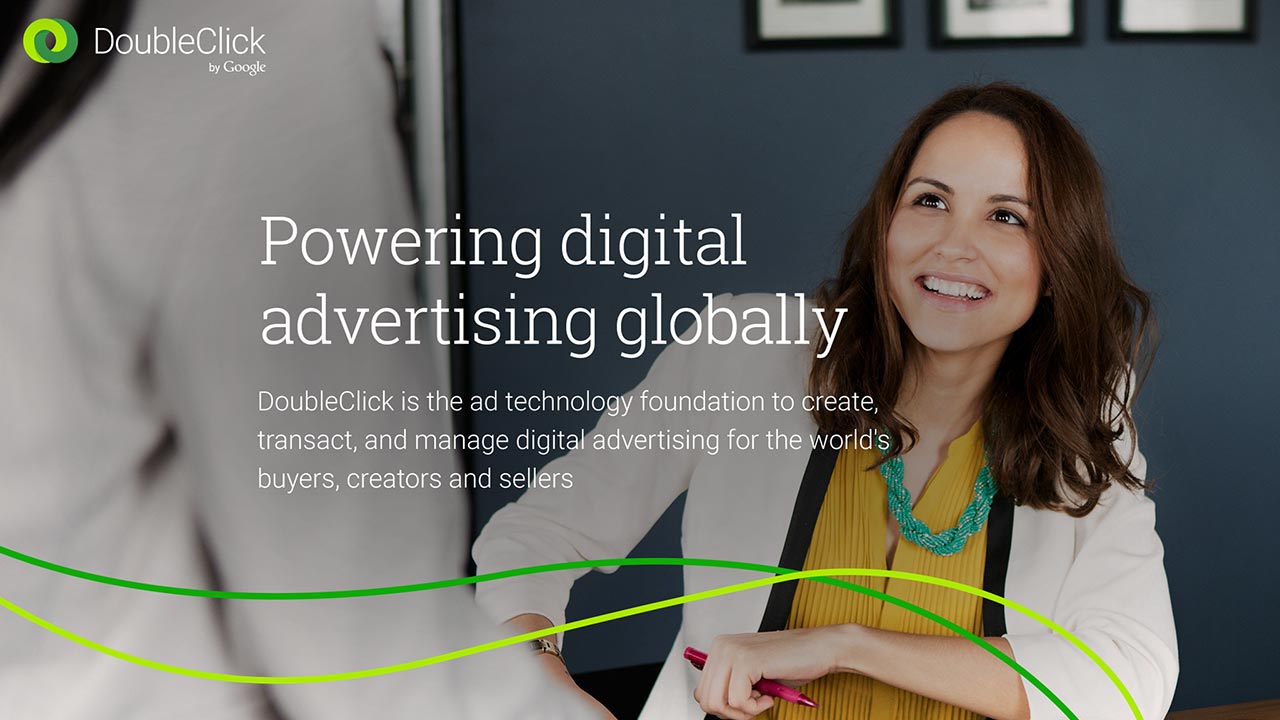 DoubleClick
by Google
Powering digital
advertising globally
DoubleClick is the ad technology foundation to create,
transact, and manage digital advertising for the world's
buyers, creators and sellers